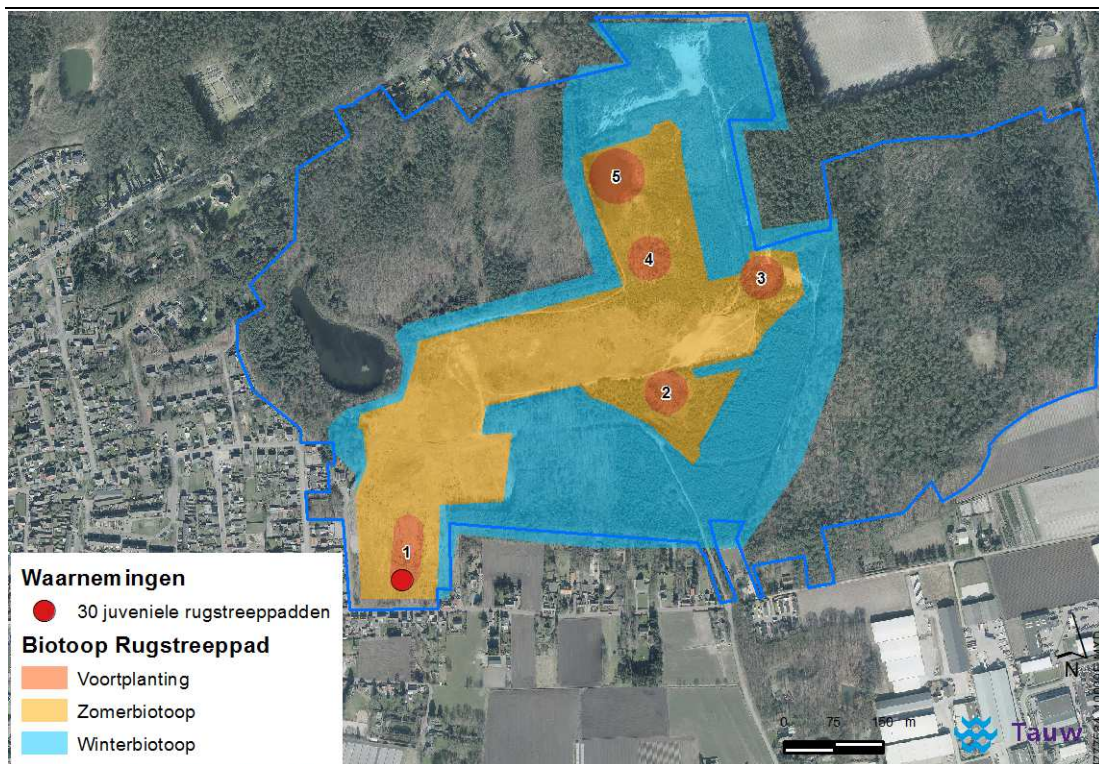 5
4
3
2
1
Waarnemingen
30 juveniele rugstreeppadden
Biotoop Rugstreeppad
Voortplanting
Zomerbiotoop
Winterbiotoop
N
0 75 150 m
Tauw